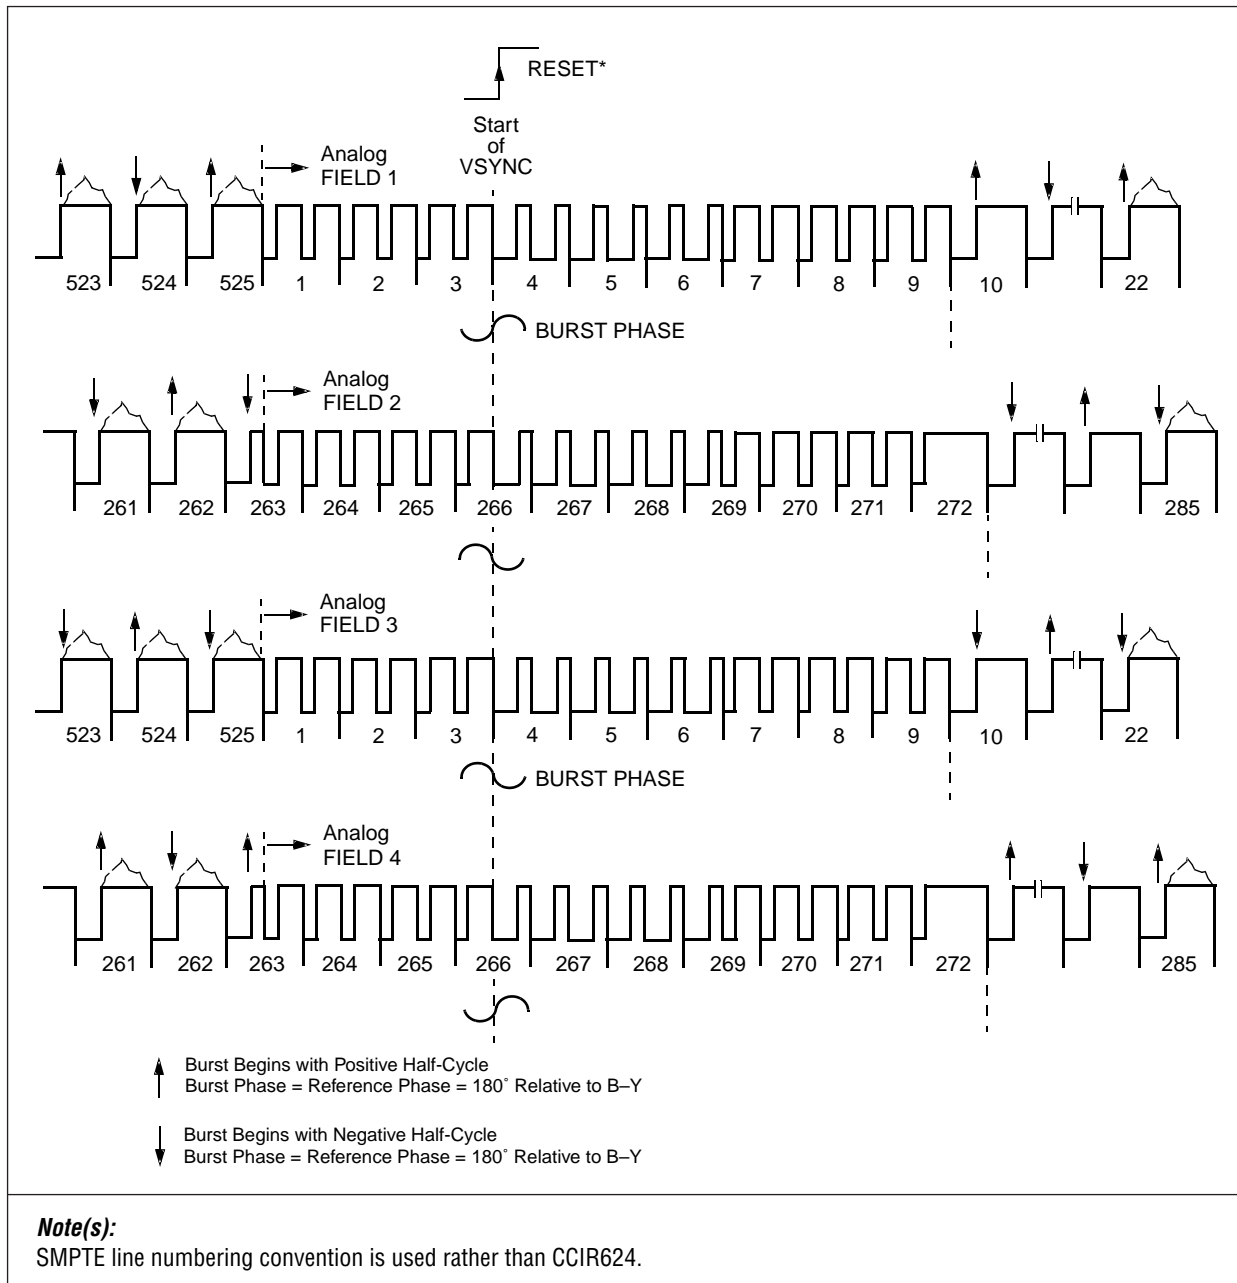 RESET*
Start
of
VSYNC
Analog
FIELD 1
523 524 525 1 2 3 4 5 6 7 8 9 10 22
BURST PHASE
Analog
FIELD 2
261 262 263 264 265 266 267 268 269 270 271 272 285
Analog
FIELD 3
523 524 525 1 2 3 4 5 6 7 8 9 10 22
BURST PHASE
Analog
FIELD 4
261 262 263 264 265 266 267 268 269 270 271 272 285
Burst Begins with Positive Half-Cycle
Burst Phase = Reference Phase = 180° Relative to B–Y
Burst Begins with Negative Half-Cycle
Burst Phase = Reference Phase = 180° Relative to B–Y
Note(s):
SMPTE line numbering convention is used rather than CCIR624.